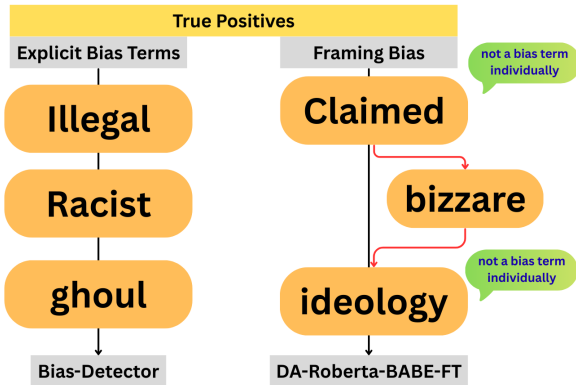 True Positives
Explicit Bias Terms
Illegal
Racist
ghoul
Bias-Detector
Framing Bias
not a bias term
individually
Claimed
bizzare
ideology
not a bias term
individually
DA-Roberta-BABE-FT